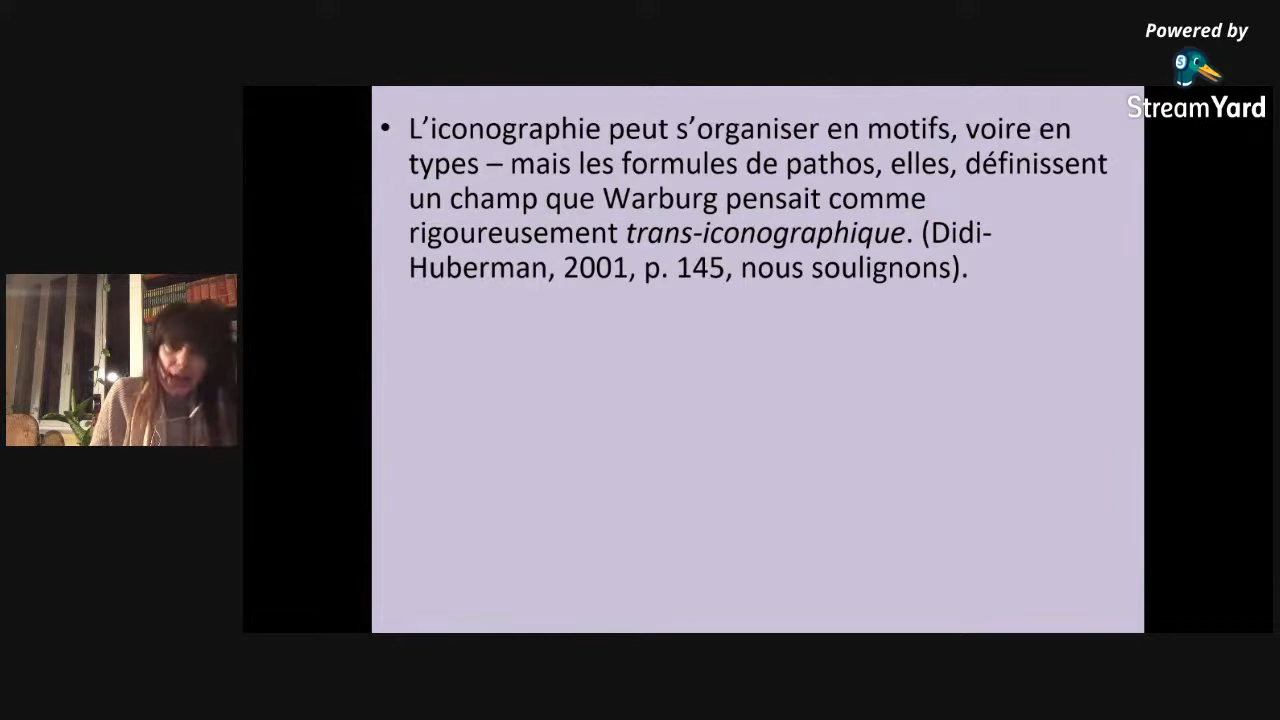 Powered by
StreamYard
• L’iconographie peut s’organiser en motifs, voire en
types – mais les formules de pathos, elles, définissent
un champ que Warburg pensait comme
rigoureusement trans-iconographique. (Didi-
Huberman, 2001, p. 145, nous soulignons).